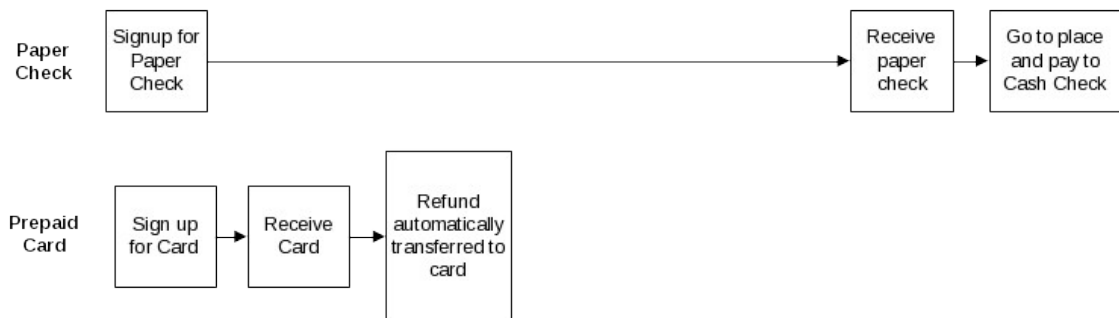 Paper
Check
Signup for
Paper
Check
Receive
paper
check
Go to place
and pay to
Cash Check
Prepaid
Card
Sign up
for Card
Receive
Card
Refund
automatically
transferred to
card